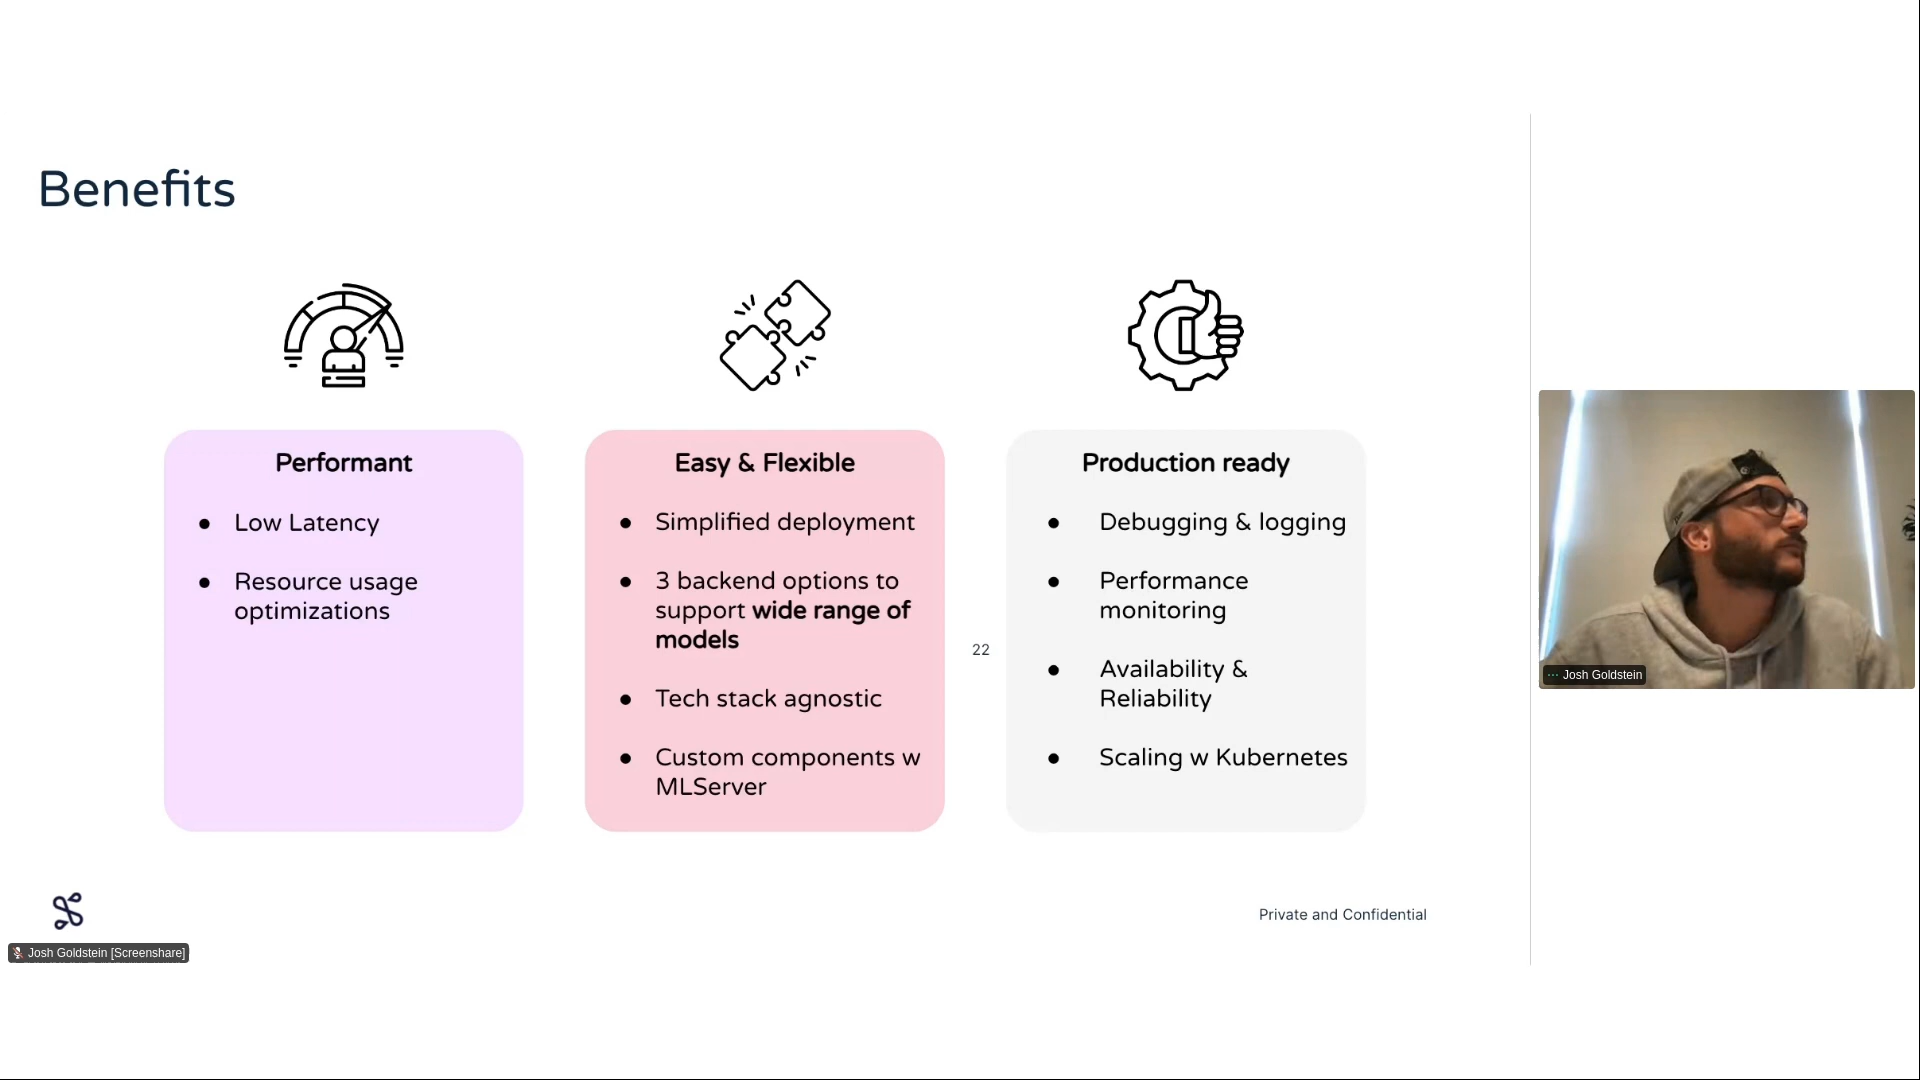 Benefits
Performant
● Low Latency
● Resource usage
optimizations
Easy & Flexible
● Simplified deployment
● 3 backend options to
support wide range of
models
● Tech stack agnostic
● Custom components w
MLServer
22
Production ready
● Debugging & logging
● Performance
monitoring
● Availability &
Reliability
● Scaling w Kubernetes
Private and Confidential
Josh Goldstein [Screenshare]
Josh Goldstein